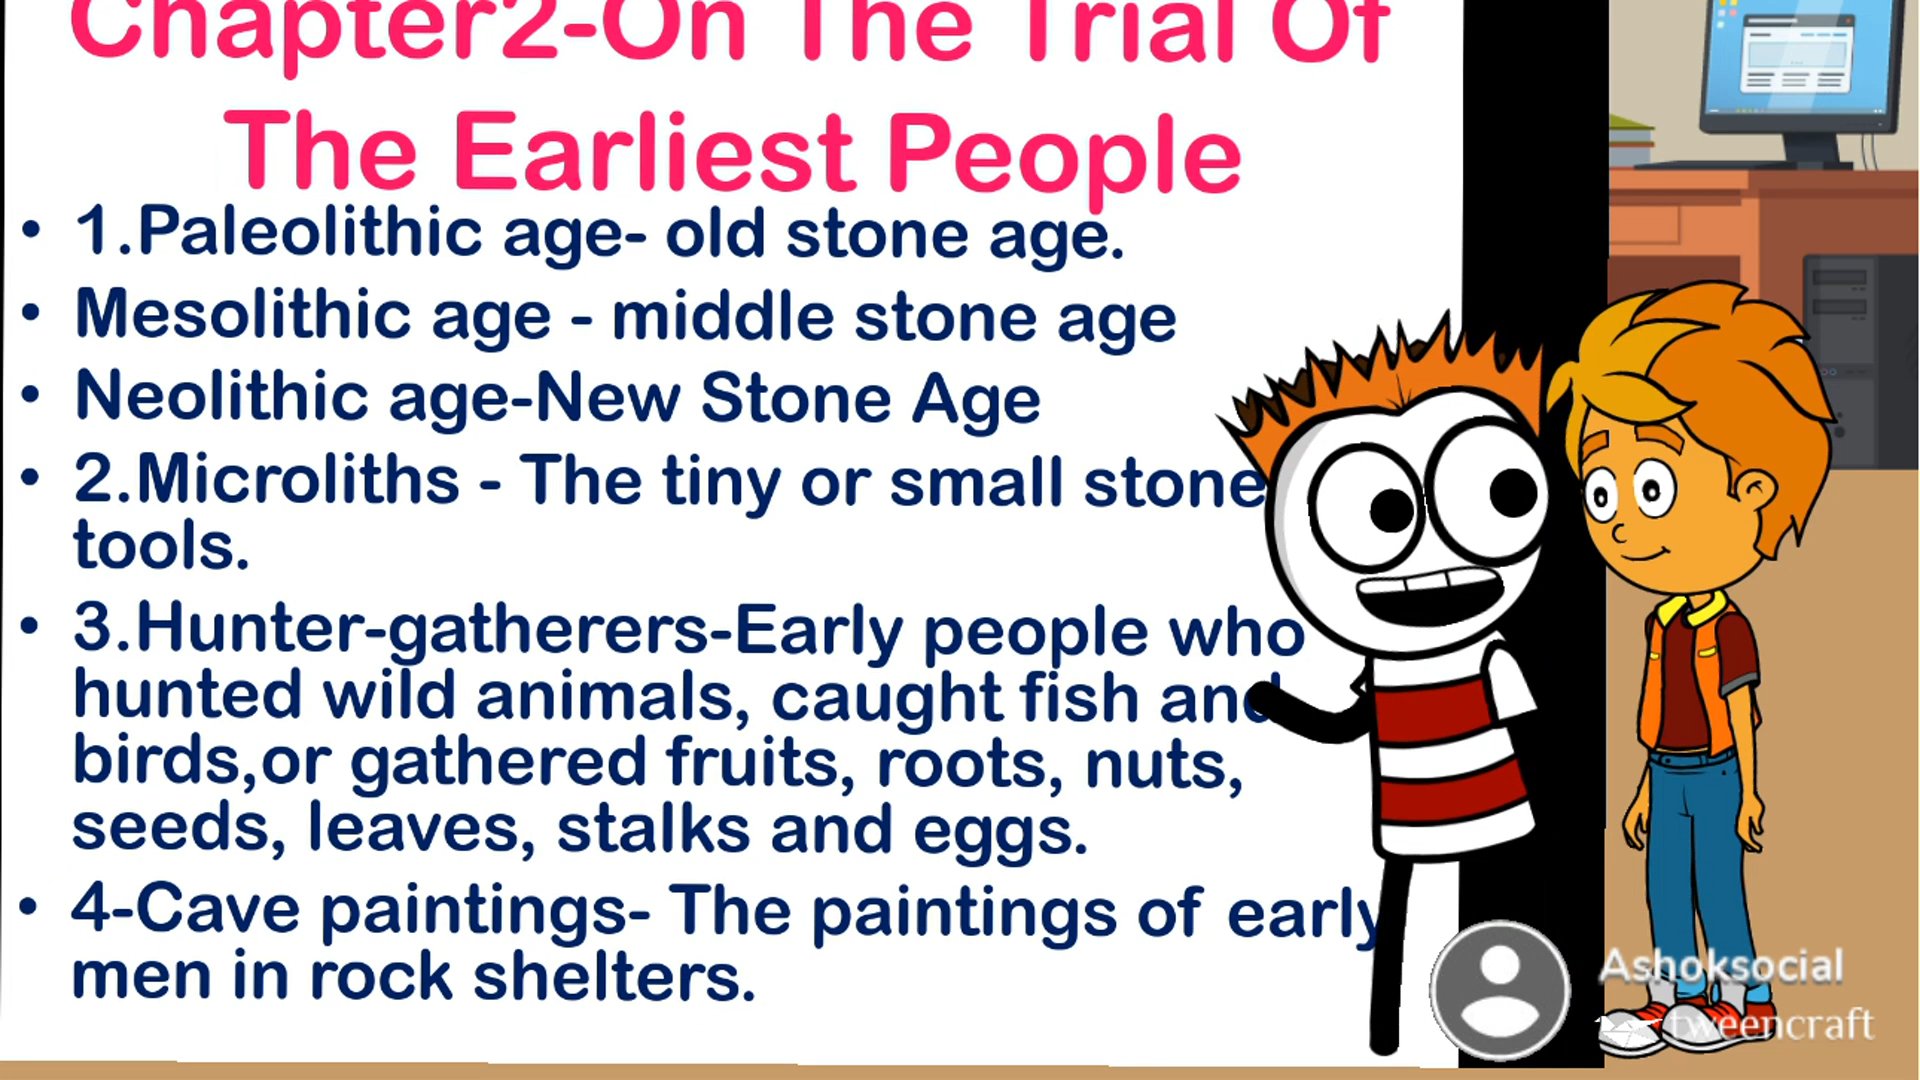 Chapter2-On The Trial Of
The Earliest People
• 1.Paleolithic age- old stone age.
• Mesolithic age - middle stone age
• Neolithic age-New Stone Age
• 2.Microliths - The tiny or small stone
tools.
• 3.Hunter-gatherers-Early people who
hunted wild animals, caught fish and
birds,or gathered fruits, roots, nuts,
seeds, leaves, stalks and eggs.
• 4-Cave paintings- The paintings of early
men in rock shelters.
Ashoksocial
tweencraft